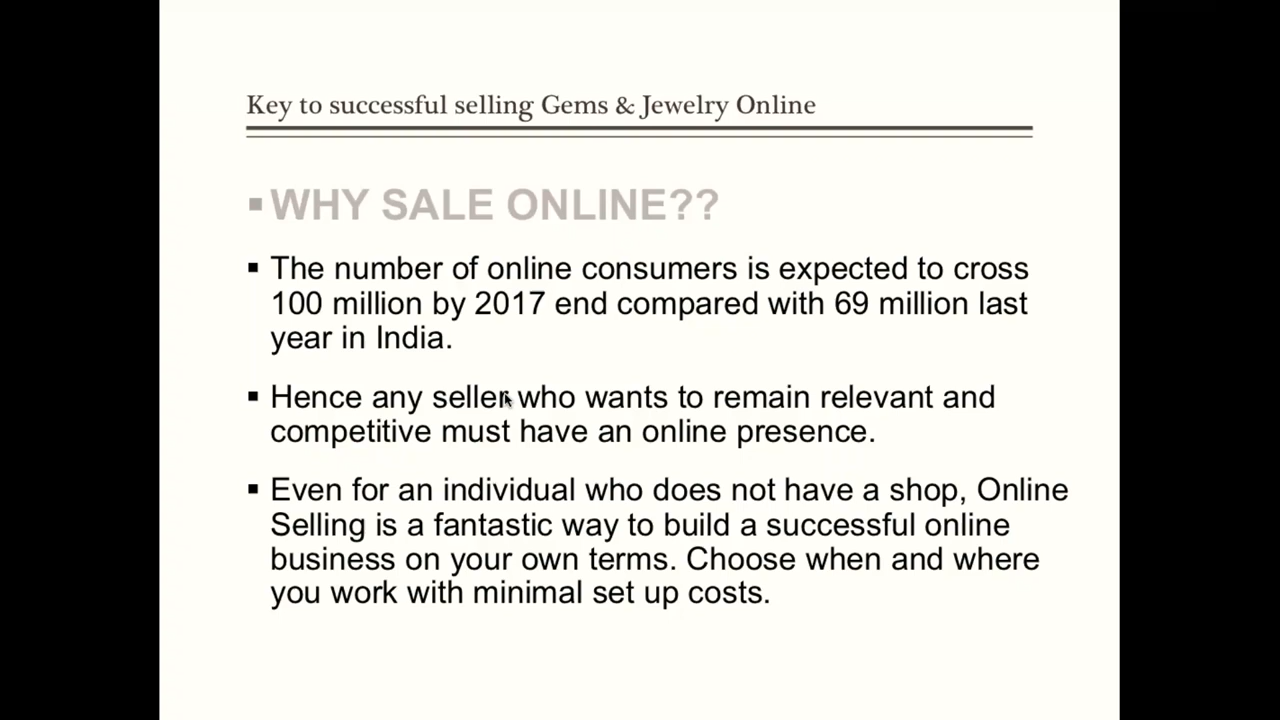 Key to successful selling Gems & Jewelry Online
▪ WHY SALE ONLINE??
▪ The number of online consumers is expected to cross
100 million by 2017 end compared with 69 million last
year in India.
▪ Hence any seller who wants to remain relevant and
competitive must have an online presence.
▪ Even for an individual who does not have a shop, Online
Selling is a fantastic way to build a successful online
business on your own terms. Choose when and where
you work with minimal set up costs.